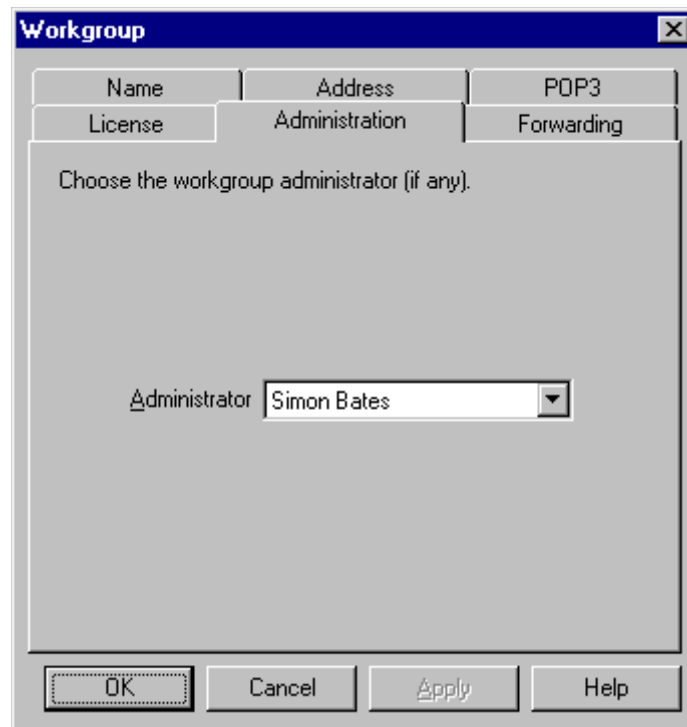 Workgroup
Name Address POP3
License Administration Forwarding
Choose the workgroup administrator (if any).
Administrator Simon Bates
OK Cancel Apply Help